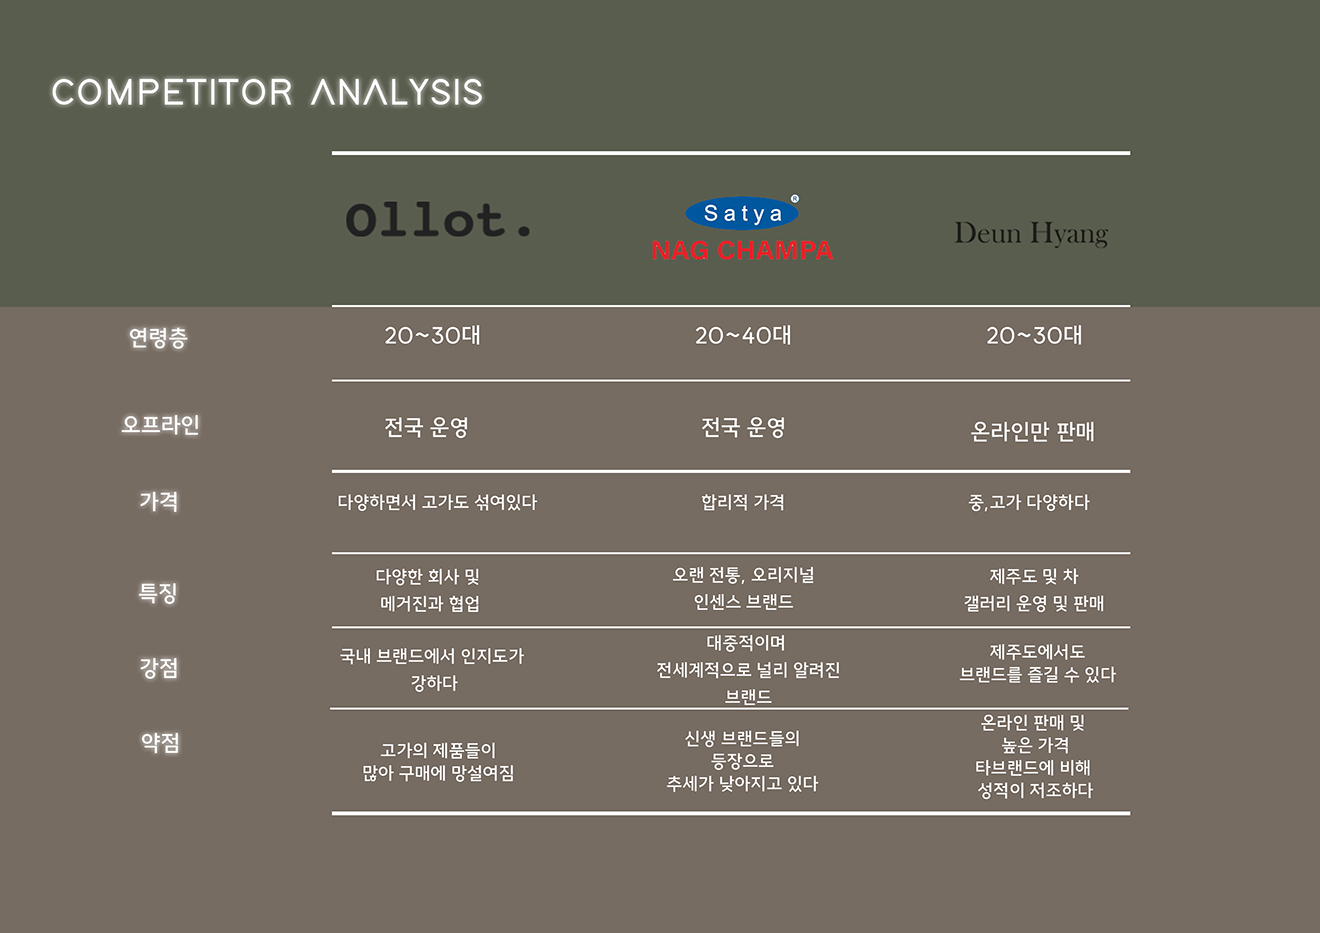 COMPETITOR ANALYSIS
Ollot.
Satya ®
NAG CHAMPA
Deun Hyang
연령층
20~30대
20~40대
20~30대
오프라인
전국 운영
전국 운영
온라인만 판매
가격
다양하면서 고가도 섞여있다
합리적 가격
중,고가 다양하다
특징
다양한 회사 및
메거진과 협업
오랜 전통, 오리지널
인센스 브랜드
제주도 및 차
갤러리 운영 및 판매
강점
국내 브랜드에서 인지도가
강하다
대중적이며
전세계적으로 널리 알려진
브랜드
제주도에서도
브랜드를 즐길 수 있다
약점
고가의 제품들이
많아 구매에 망설여짐
신생 브랜드들의
등장으로
추세가 낮아지고 있다
온라인 판매 및
높은 가격
타브랜드에 비해
성적이 저조하다